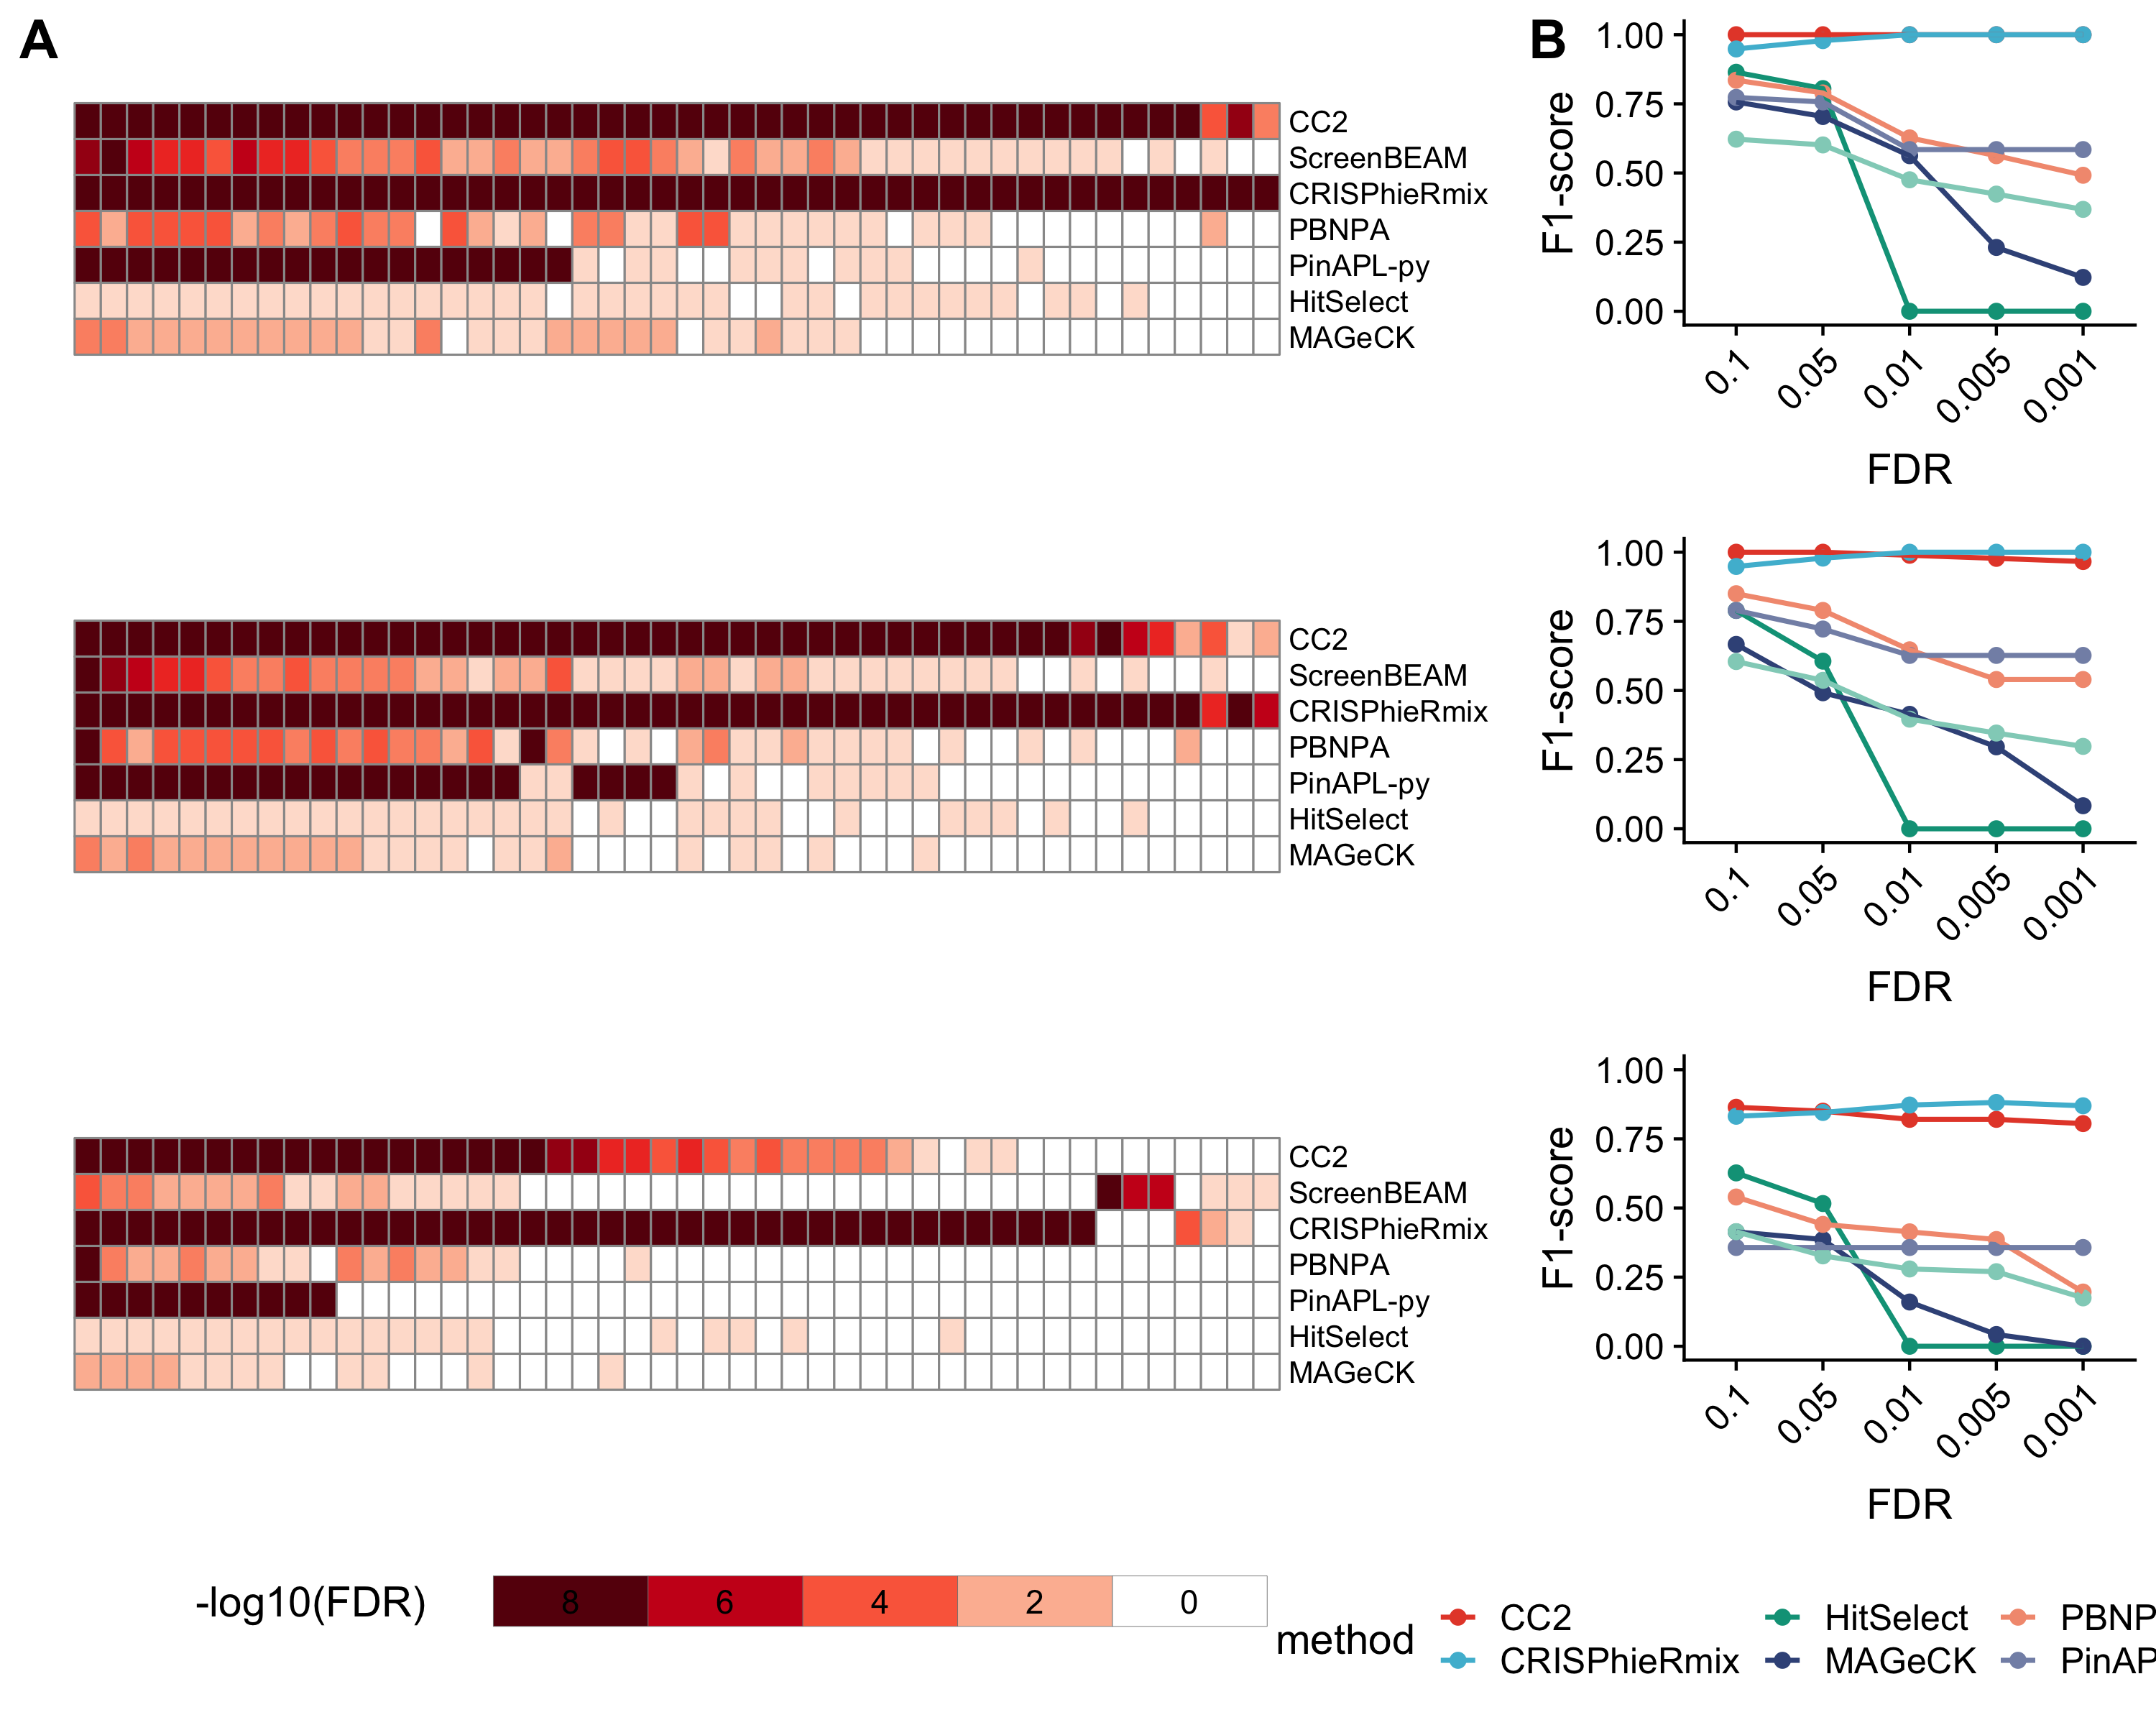 A
CC2
ScreenBEAM
CRISPhieRmix
PBNPA
PinAPL-py
HitSelect
MAGeCK
B
1.00
0.75
0.50
0.25
0.00
F1-score
0.1
0.05
0.01
0.005
0.001
FDR
CC2
ScreenBEAM
CRISPhieRmix
PBNPA
PinAPL-py
HitSelect
MAGeCK
1.00
0.75
0.50
0.25
0.00
F1-score
0.1
0.05
0.01
0.005
0.001
FDR
CC2
ScreenBEAM
CRISPhieRmix
PBNPA
PinAPL-py
HitSelect
MAGeCK
1.00
0.75
0.50
0.25
0.00
F1-score
0.1
0.05
0.01
0.005
0.001
FDR
-log10(FDR)
8 6 4 2 0
method
CC2 HitSelect PBNP
CRISPhieRmix MAGeCK PinAP